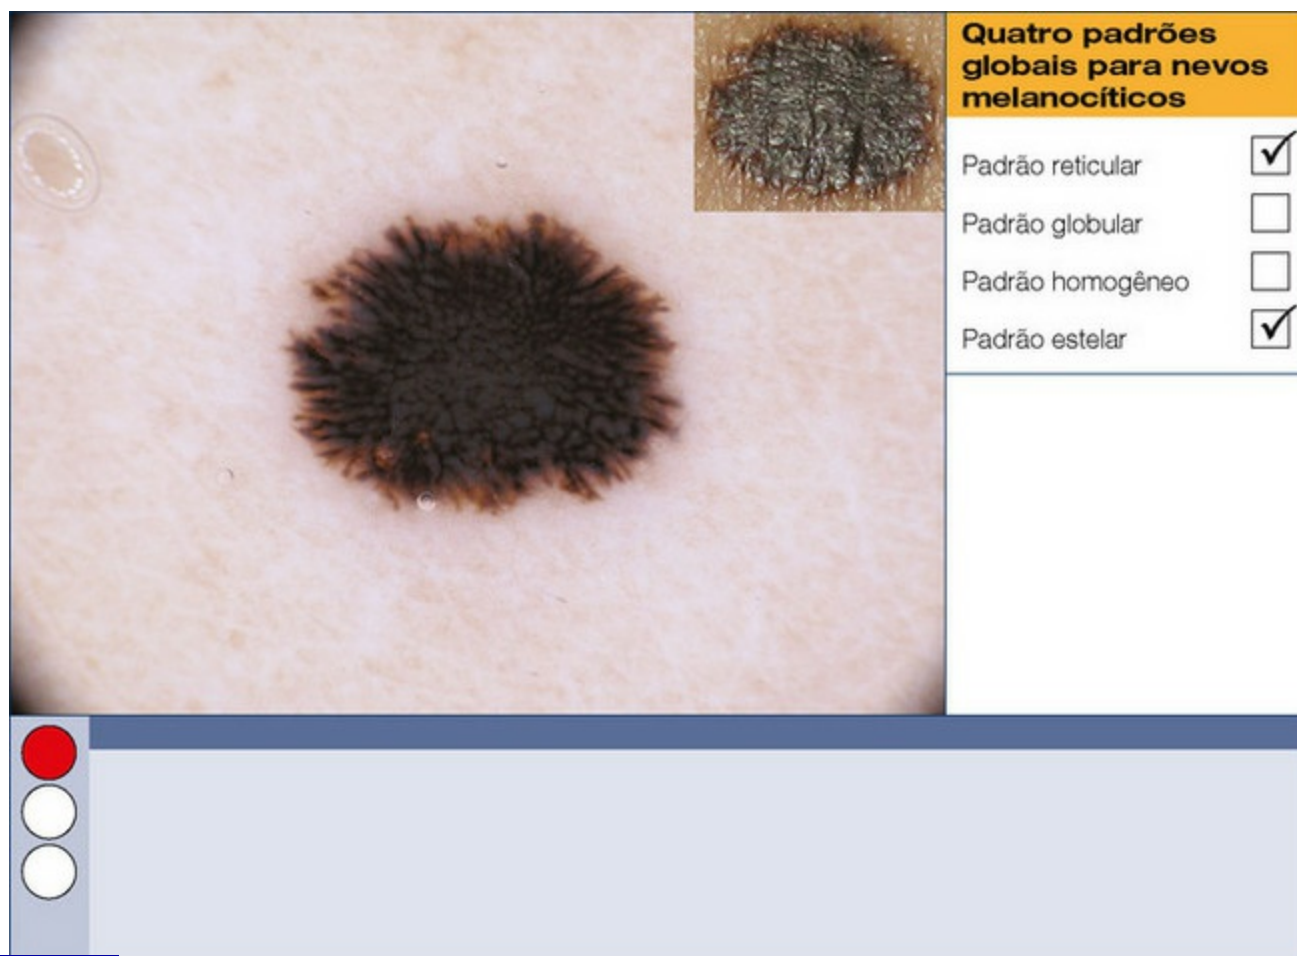 Quatro padrões
globais para nevos
melanocíticos
Padrão reticular
Padrão globular
Padrão homogêneo
Padrão estelar